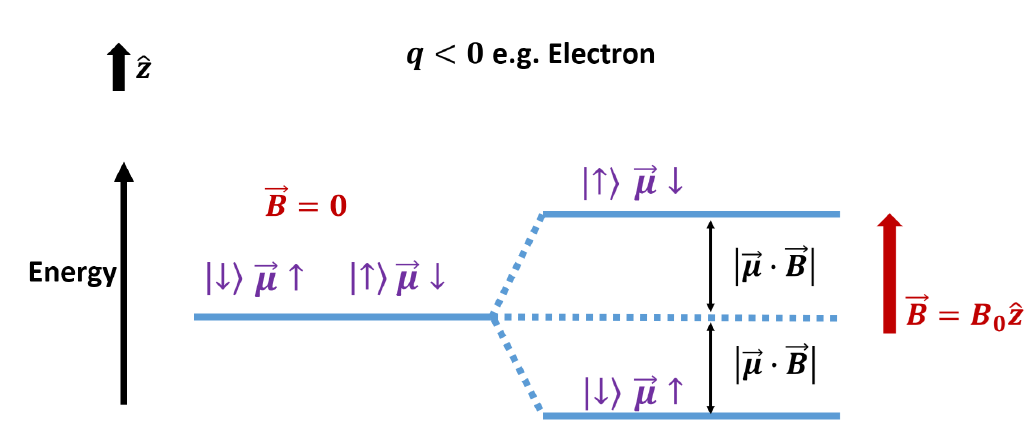 ẑ
q < 0 e.g. Electron
|↑⟩ μ⃗ ↓
B⃗ = 0
Energy
|↓⟩ μ⃗ ↑ |↑⟩ μ⃗ ↓
|μ⃗ · B⃗|
B⃗ = B₀ẑ
|μ⃗ · B⃗|
|↓⟩ μ⃗ ↑